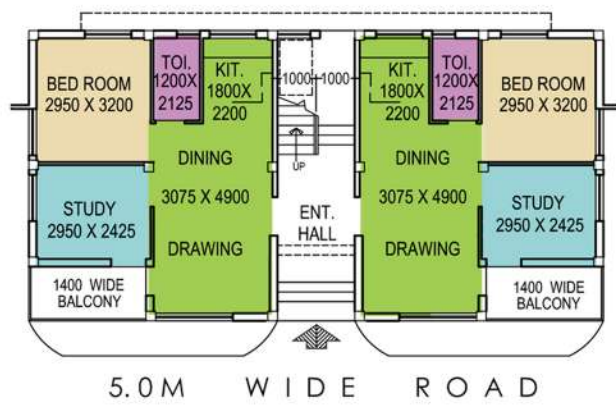 BED ROOM
2950 X 3200
TOI.
1200X
2125
KIT.
1800X
2200
1000
1000
KIT.
1800X
2200
TOI.
1200X
2125
BED ROOM
2950 X 3200
UP
DINING
3075 X 4900
DRAWING
STUDY
2950 X 2425
ENT.
HALL
DINING
3075 X 4900
DRAWING
STUDY
2950 X 2425
1400 WIDE
BALCONY
1400 WIDE
BALCONY
5.0M WIDE ROAD